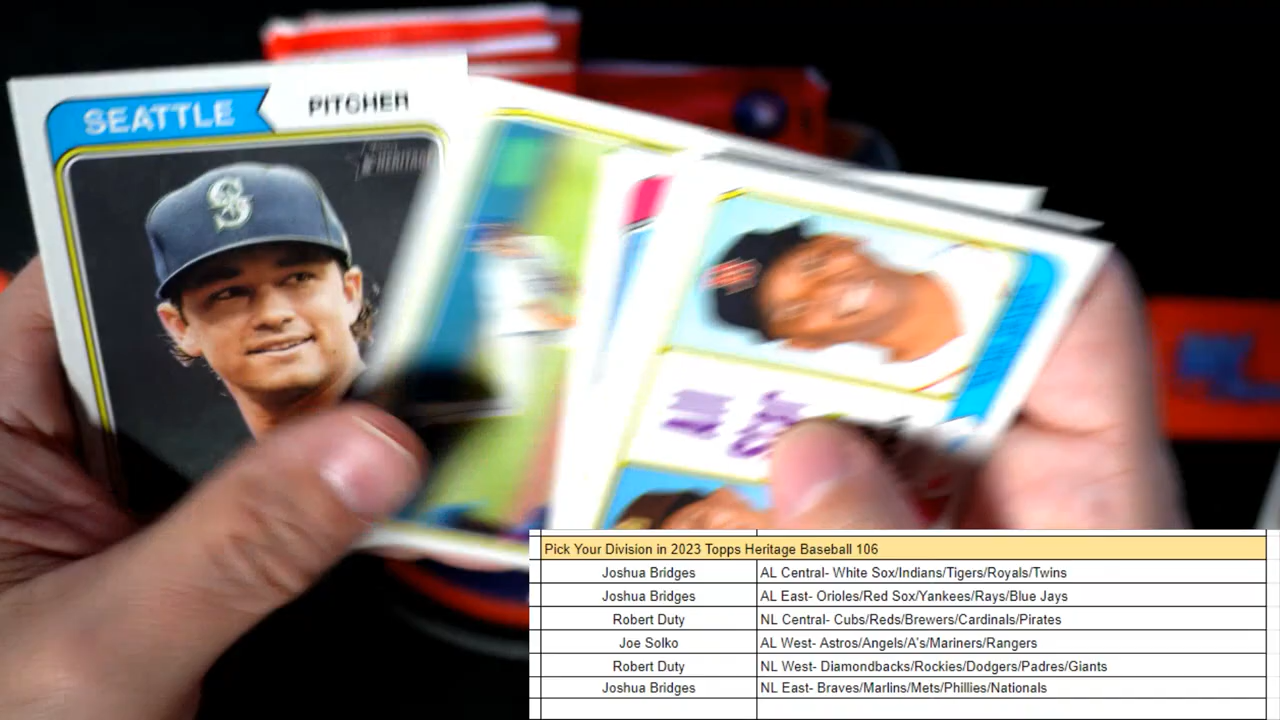 SEATTLE PITCHER
HERITAGE
S
Pick Your Division in 2023 Topps Heritage Baseball 106
Joshua Bridges AL Central- White Sox/Indians/Tigers/Royals/Twins
Joshua Bridges AL East- Orioles/Red Sox/Yankees/Rays/Blue Jays
Robert Duty NL Central- Cubs/Reds/Brewers/Cardinals/Pirates
Joe Solko AL West- Astros/Angels/A's/Mariners/Rangers
Robert Duty NL West- Diamondbacks/Rockies/Dodgers/Padres/Giants
Joshua Bridges NL East- Braves/Marlins/Mets/Phillies/Nationals